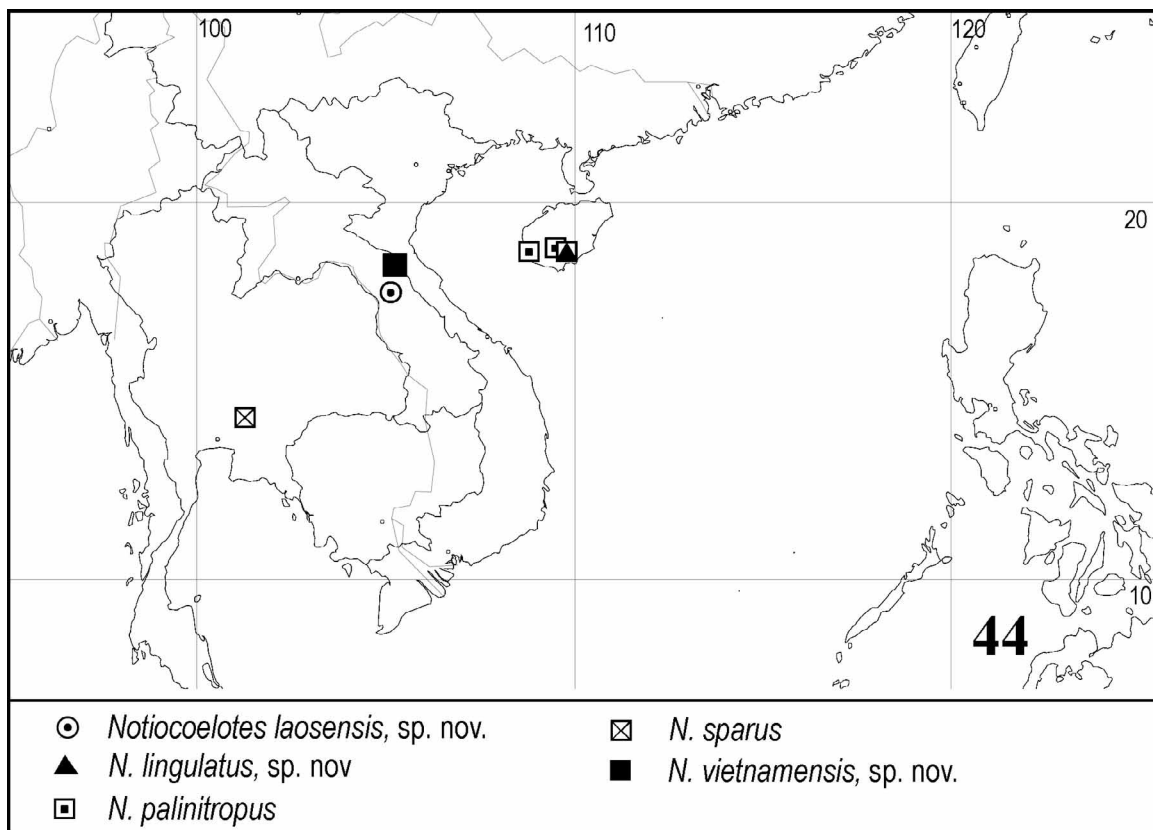 100
110
120
20
10
44
Notiocoelotes laosensis, sp. nov.
N. lingulatus, sp. nov
N. palinitropus
N. sparus
N. vietnamensis, sp. nov.